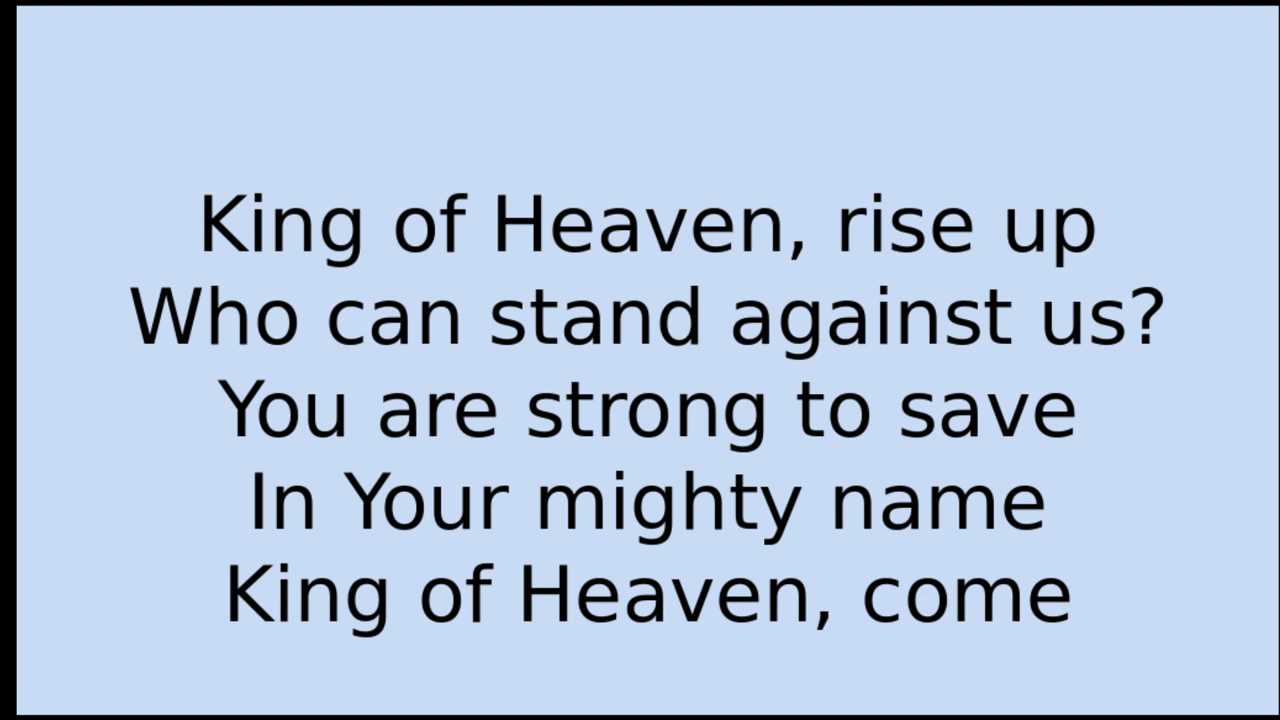 King of Heaven, rise up
Who can stand against us?
You are strong to save
In Your mighty name
King of Heaven, come